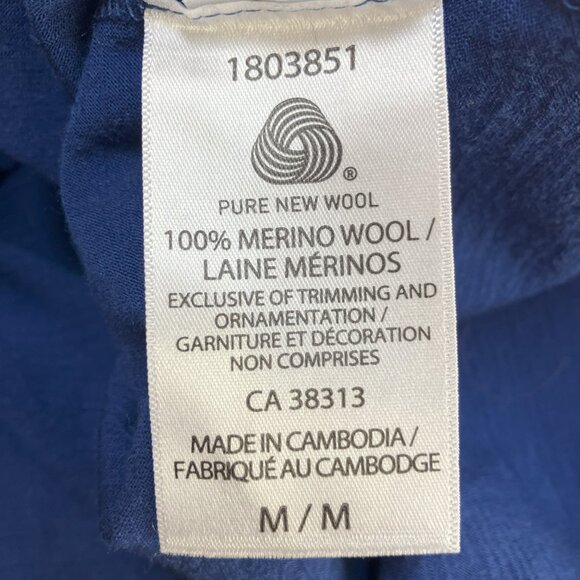 1803851
®
PURE NEW WOOL
100% MERINO WOOL /
LAINE MÉRINOS
EXCLUSIVE OF TRIMMING AND
ORNAMENTATION /
GARNITURE ET DÉCORATION
NON COMPRISES
CA 38313
MADE IN CAMBODIA /
FABRIQUÉ AU CAMBODGE
M / M